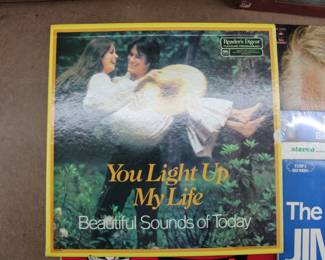 Reader's Digest
You Light Up
My Life
Beautiful Sounds of Today
stereo
The
JIM